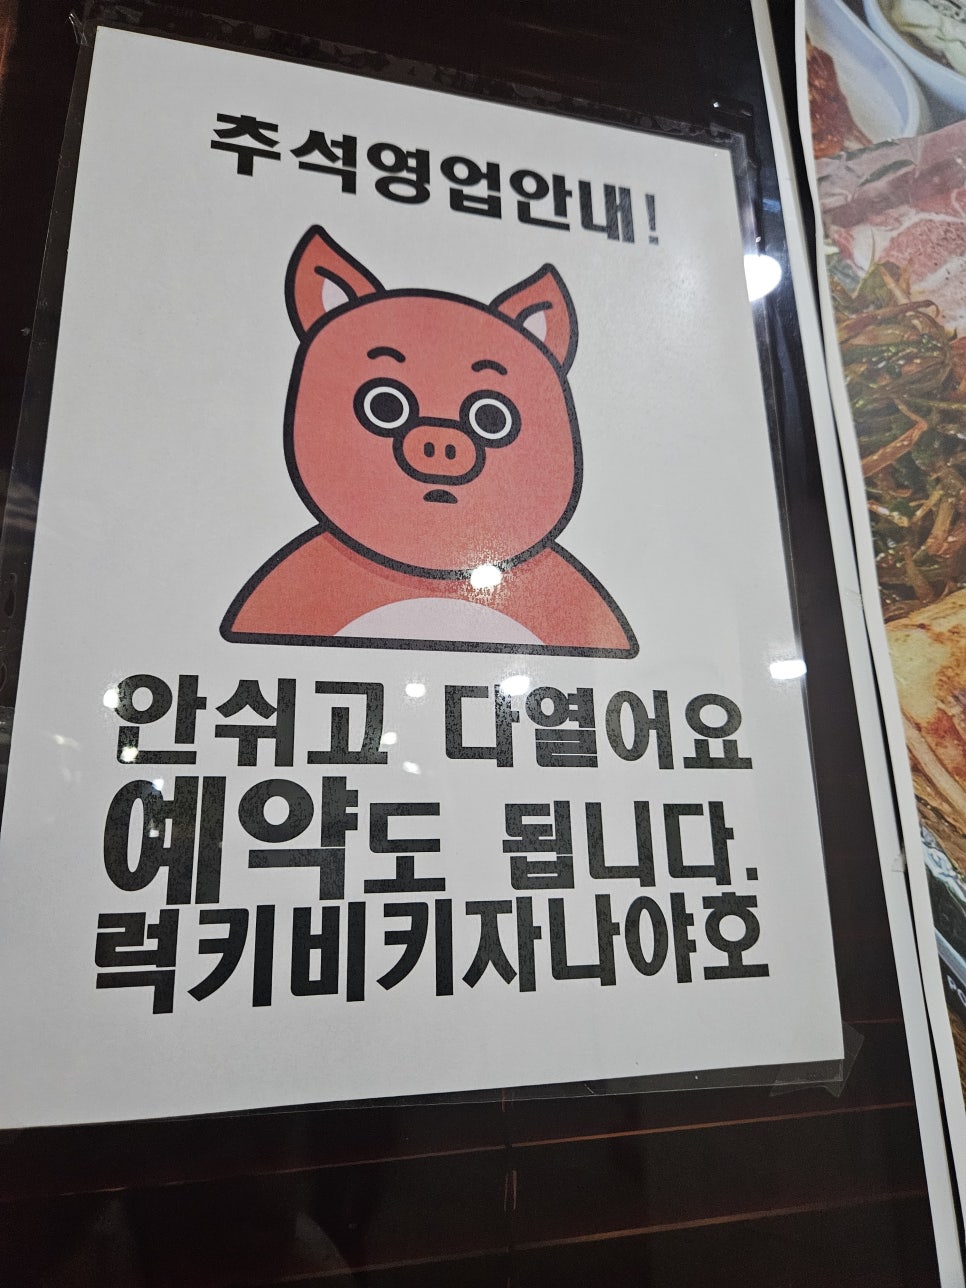 추석영업안내!
안쉬고 다열어요
예약도 됩니다.
럭키비키자나야호